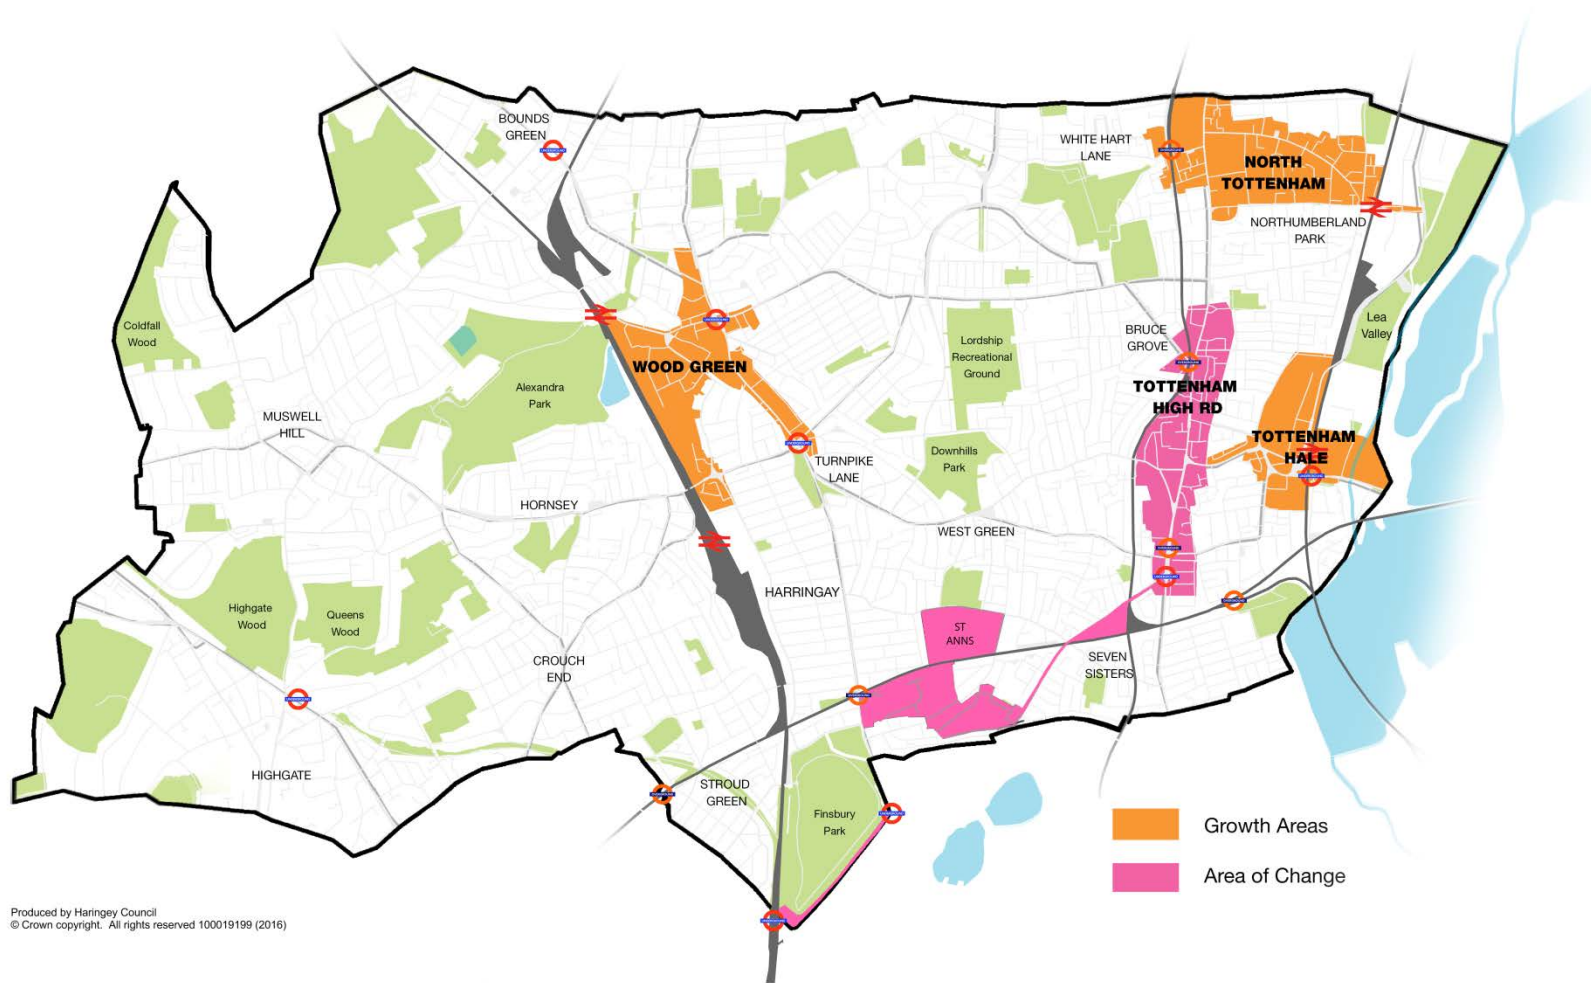 BOUNDS
GREEN
WHITE HART
LANE
NORTH
TOTTENHAM
NORTHUMBERLAND
PARK
Coldfall
Wood
Lea
Valley
BRUCE
GROVE
Lordship
Recreational
Ground
WOOD GREEN
Alexandra
Park
TOTTENHAM
HIGH RD
MUSWELL
HILL
TOTTENHAM
HALE
TURNPIKE
LANE
Downhills
Park
HORNSEY
WEST GREEN
HARRINGAY
Highgate
Wood
Queens
Wood
ST
ANNS
CROUCH
END
SEVEN
SISTERS
HIGHGATE
STROUD
GREEN
Finsbury
Park
Growth Areas
Area of Change
Produced by Haringey Council
© Crown copyright. All rights reserved 100019199 (2016)